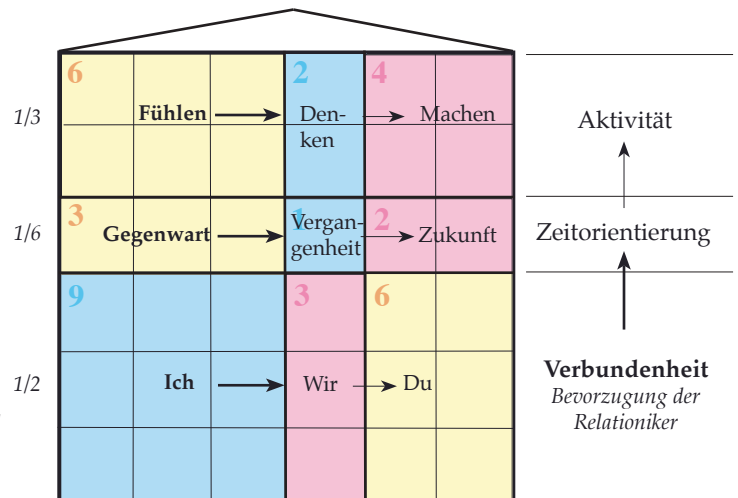 6
2
4
1/3
Fühlen
Den-
ken
Machen
Aktivität
3
1
2
1/6
Gegenwart
Vergan-
genheit
Zukunft
Zeitorientierung
9
3
6
1/2
Ich
Wir
Du
Verbundenheit
Bevorzugung der
Relationiker